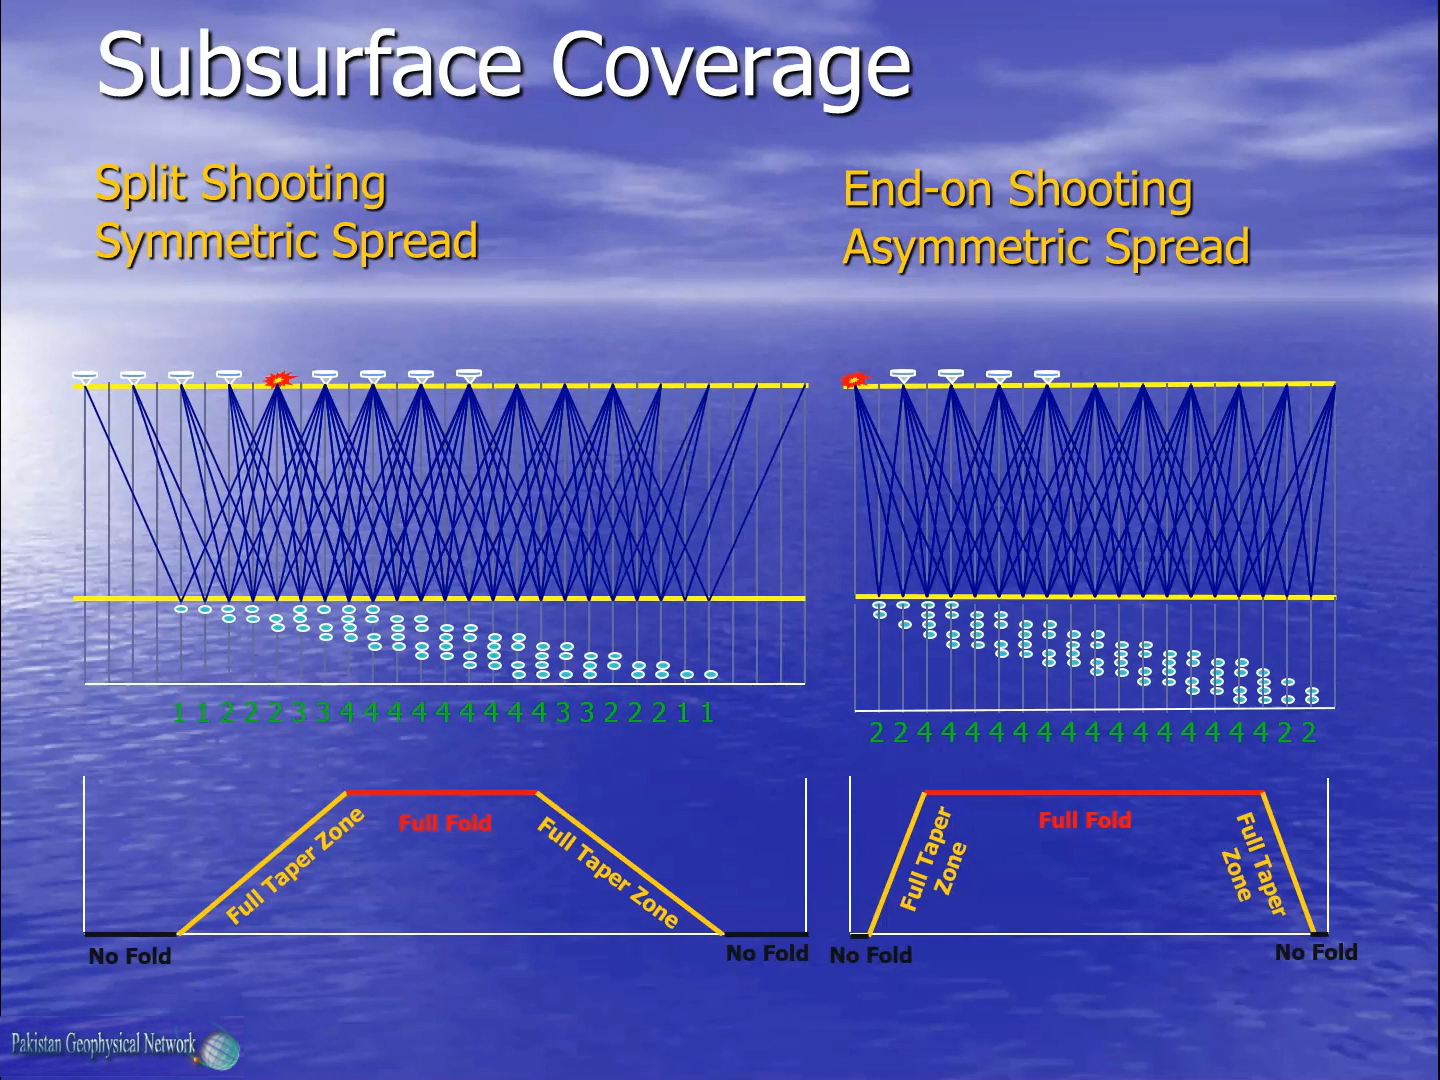 Subsurface Coverage
Split Shooting
Symmetric Spread
End-on Shooting
Asymmetric Spread
1 1 2 2 2 3 3 4 4 4 4 4 4 4 4 4 3 3 2 2 2 1 1
2 2 4 4 4 4 4 4 4 4 4 4 4 4 4 4 4 2 2
Full Taper Zone
Full Fold
Full Taper Zone
No Fold
No Fold
Full Taper
Zone
Full Fold
Full Taper
Zone
No Fold
No Fold
Pakistan Geophysical Network